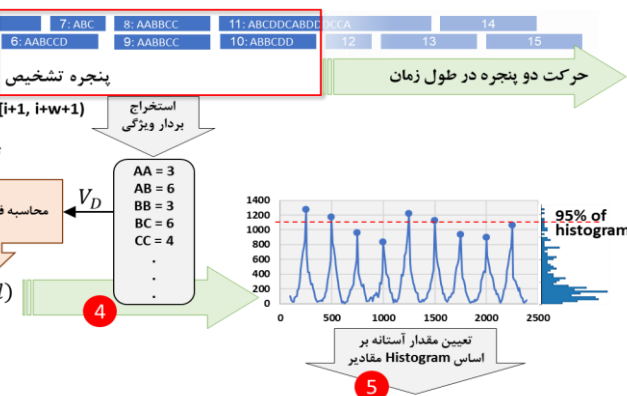 7: ABC
8: AABBCC
11: ABCDDCABDDDCCA
14
6: AABCCD
9: AABBCC
10: ABBCDD
12
13
15
پنجره تشخیص
حرکت دو پنجره در طول زمان
[i+1, i+w+1)
استخراج
بردار ویژگی
AA = 3
AB = 6
BB = 3
BC = 6
CC = 4
.
.
.
محاسبه
V_D
4
1400
1200
1000
800
600
400
200
0
0
500
1000
1500
2000
2500
95% of
histogram
تعیین مقدار آستانه بر
اساس Histogram مقادیر
5